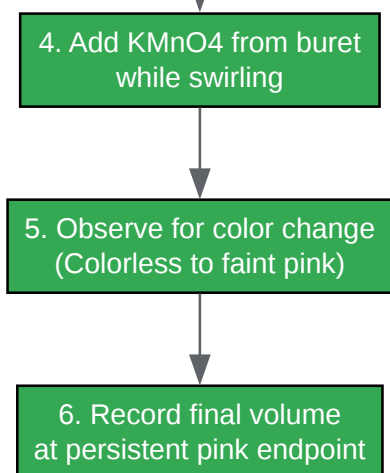 4. Add KMnO4 from buret
while swirling
5. Observe for color change
(Colorless to faint pink)
6. Record final volume
at persistent pink endpoint